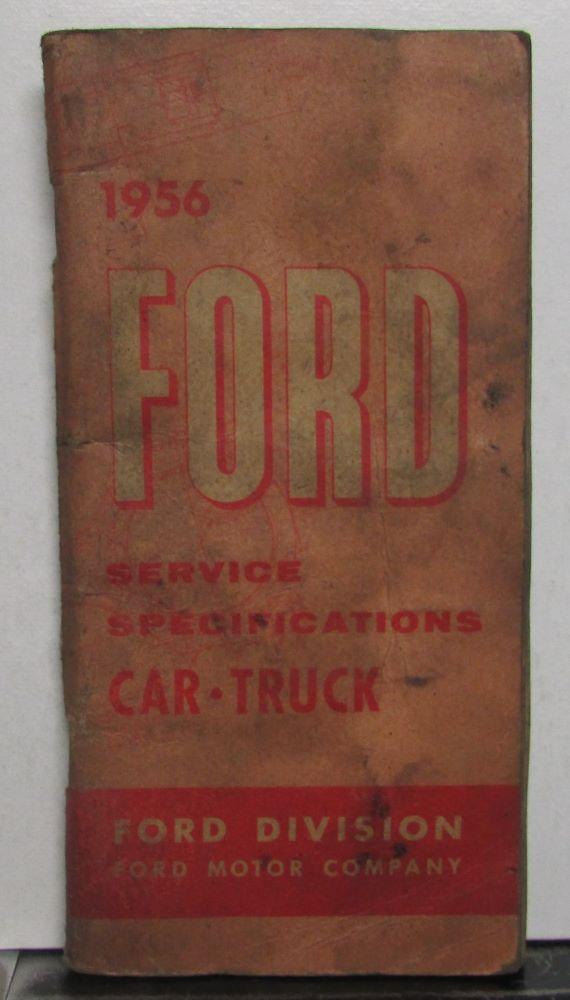 1956
FORD
SERVICE
SPECIFICATIONS
CAR • TRUCK
FORD DIVISION
FORD MOTOR COMPANY